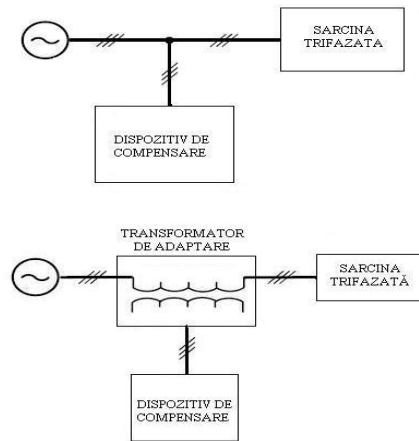 SARCINA
TRIFAZATA
DISPOZITIV DE
COMPENSARE
TRANSFORMATOR
DE ADAPTARE
SARCINA
TRIFAZATĂ
DISPOZITIV DE
COMPENSARE